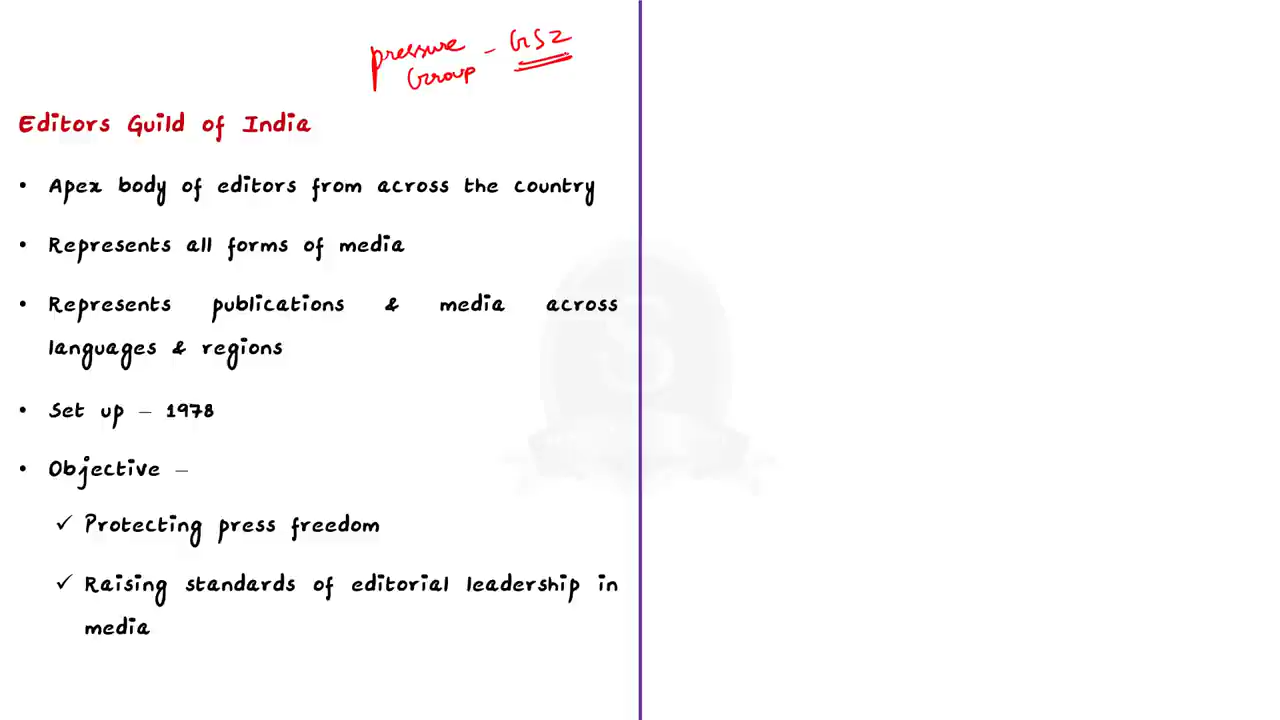 pressure - GS2
Group
Editors Guild of India
• Apex body of editors from across the country
• Represents all forms of media
• Represents publications & media across
languages & regions
• Set up – 1978
• Objective –
✓ Protecting press freedom
✓ Raising standards of editorial leadership in
media